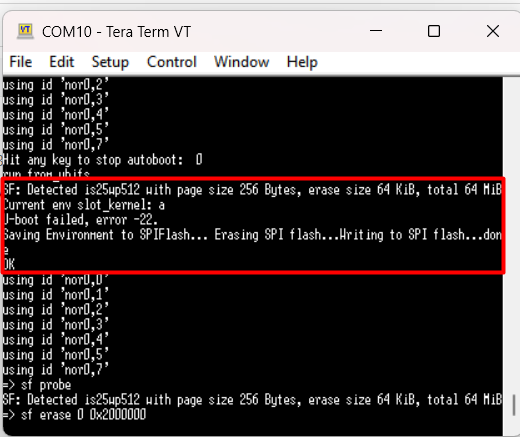 COM10 - Tera Term VT
File Edit Setup Control Window Help
using id 'nor0,2'
using id 'nor0,3'
using id 'nor0,4'
using id 'nor0,5'
using id 'nor0,7'
Hit any key to stop autoboot: 0
run from ubifs
SF: Detected is25wp512 with page size 256 Bytes, erase size 64 KiB, total 64 MiB
Current env slot_kernel: a
U-boot failed, error -22.
Saving Environment to SPIFlash... Erasing SPI flash...Writing to SPI flash...don
e
OK
using id 'nor0,0'
using id 'nor0,1'
using id 'nor0,2'
using id 'nor0,3'
using id 'nor0,4'
using id 'nor0,5'
using id 'nor0,7'
=> sf probe
SF: Detected is25wp512 with page size 256 Bytes, erase size 64 KiB, total 64 MiB
=> sf erase 0 0x2000000